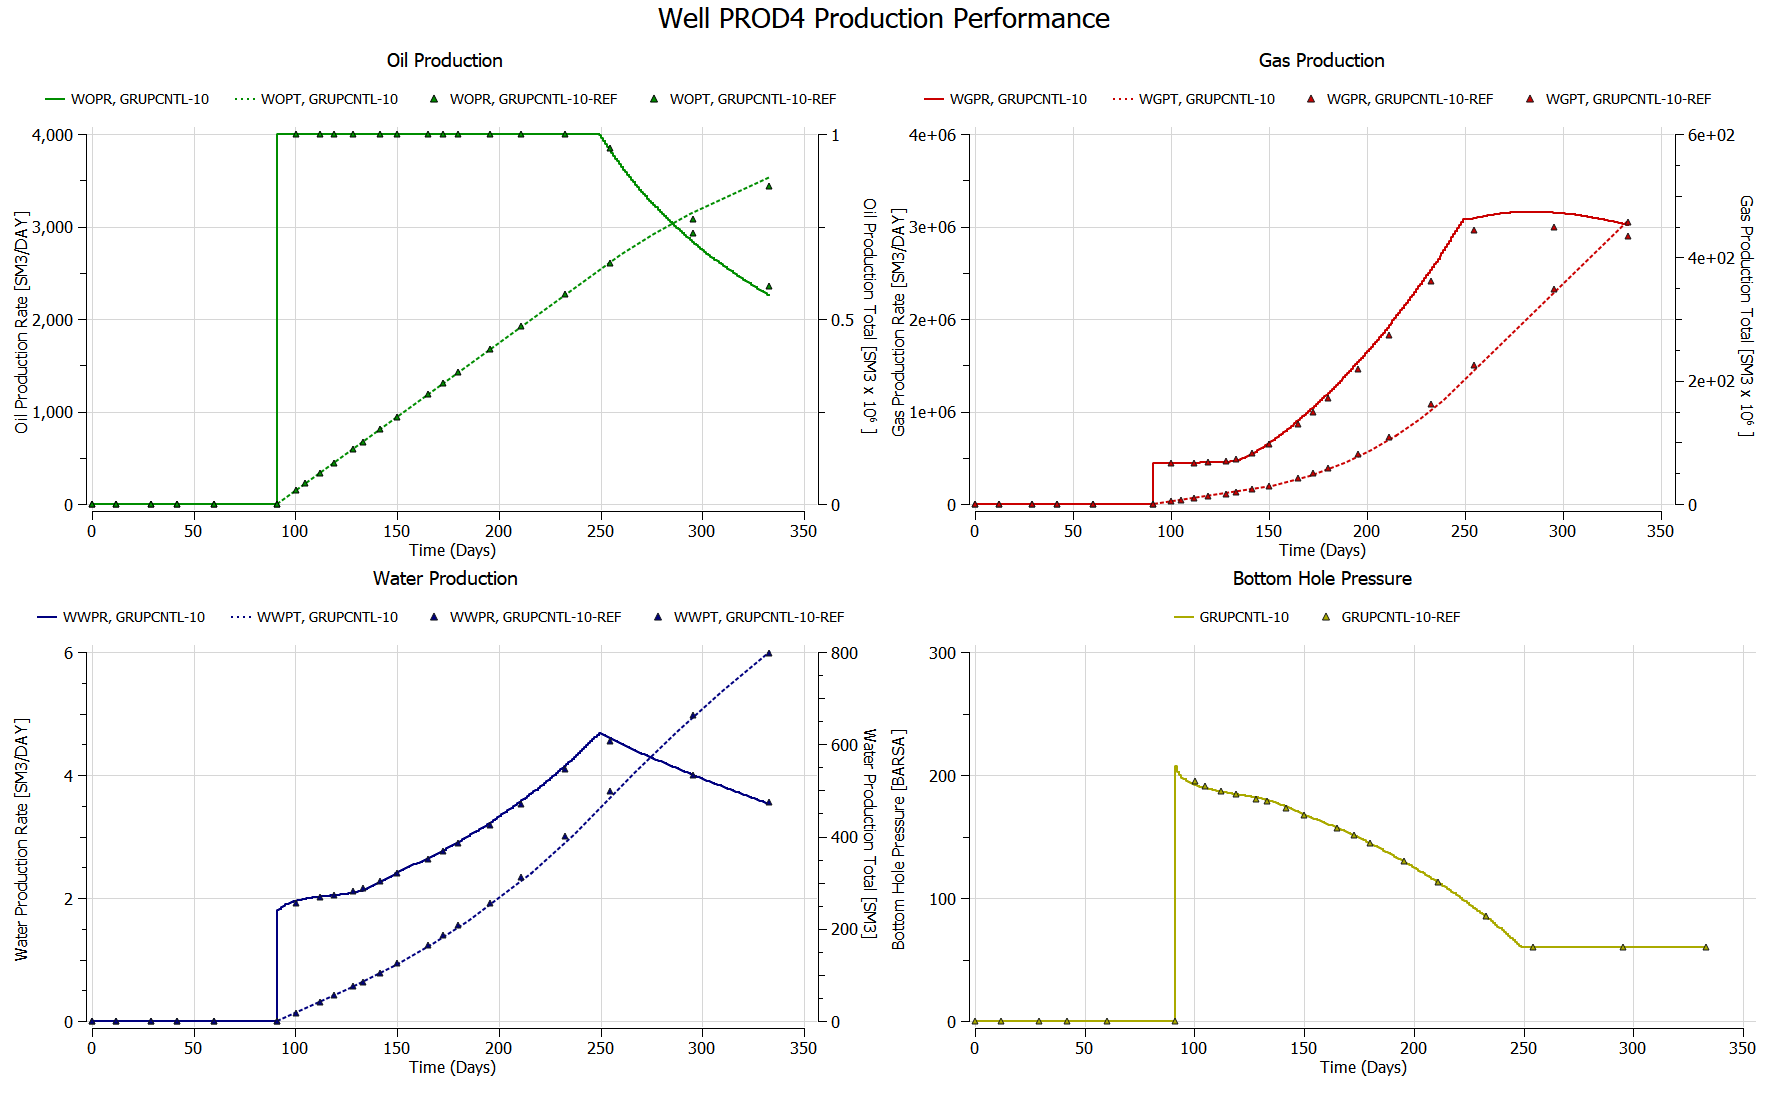 Well PROD4 Production Performance
Oil Production
WOPR, GRUPCNTL-10 WOPT, GRUPCNTL-10 WOPR, GRUPCNTL-10-REF WOPT, GRUPCNTL-10-REF
4,000
3,000
2,000
1,000
0
Oil Production Rate [SM3/DAY]
1
0.5
0
Oil Production Total [SM3 x 10⁶ ]
0 50 100 150 200 250 300 350
Time (Days)
Gas Production
WGPR, GRUPCNTL-10 WGPT, GRUPCNTL-10 WGPR, GRUPCNTL-10-REF WGPT, GRUPCNTL-10-REF
4e+06
3e+06
2e+06
1e+06
0
Gas Production Rate [SM3/DAY]
6e+02
4e+02
2e+02
0
Gas Production Total [SM3 x 10⁶ ]
0 50 100 150 200 250 300 350
Time (Days)
Water Production
WWPR, GRUPCNTL-10 WWPT, GRUPCNTL-10 WWPR, GRUPCNTL-10-REF WWPT, GRUPCNTL-10-REF
6
4
2
0
Water Production Rate [SM3/DAY]
800
600
400
200
0
Water Production Total [SM3]
0 50 100 150 200 250 300 350
Time (Days)
Bottom Hole Pressure
GRUPCNTL-10 GRUPCNTL-10-REF
300
200
100
0
Bottom Hole Pressure [BARSA]
0 50 100 150 200 250 300 350
Time (Days)